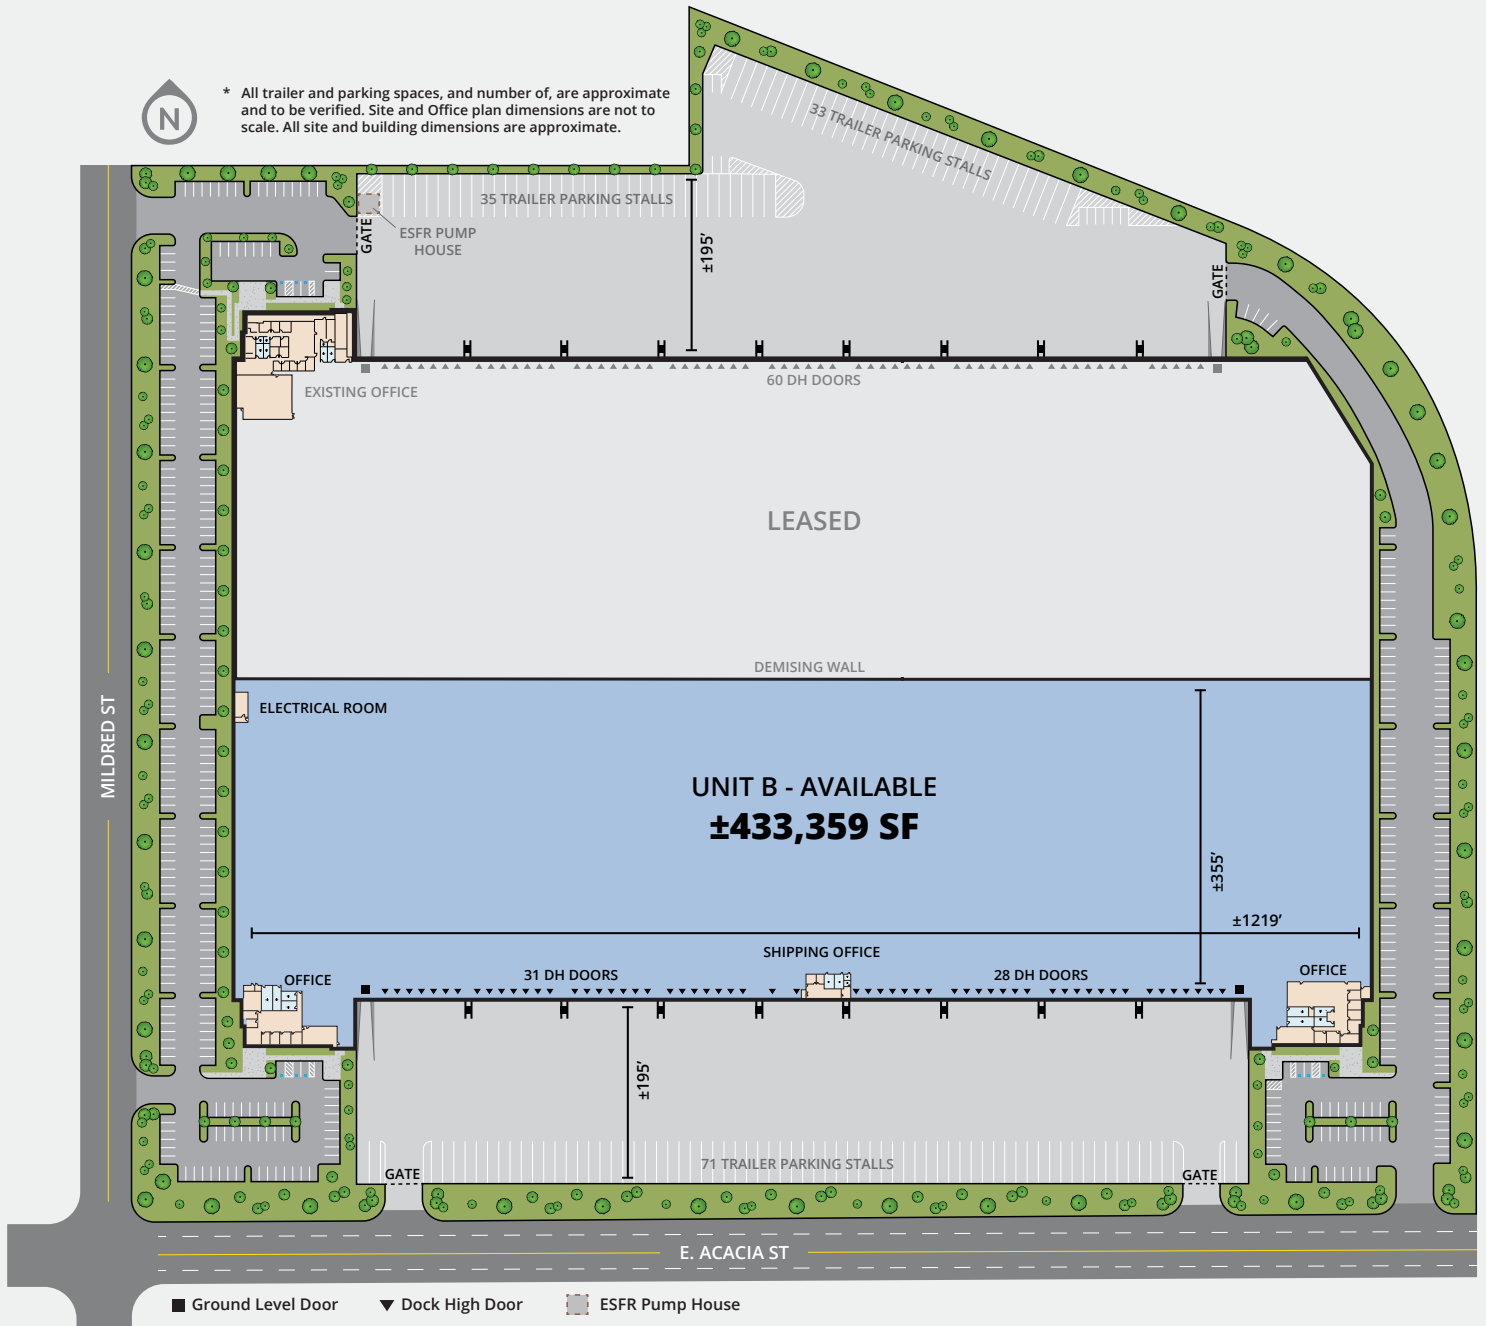 * All trailer and parking spaces, and number of, are approximate
and to be verified. Site and Office plan dimensions are not to
scale. All site and building dimensions are approximate.
N
33 TRAILER PARKING STALLS
35 TRAILER PARKING STALLS
ESFR PUMP
HOUSE
GATE
±195’
GATE
60 DH DOORS
EXISTING OFFICE
LEASED
DEMISING WALL
ELECTRICAL ROOM
MILDRED ST
UNIT B - AVAILABLE
±433,359 SF
±355’
±1219’
SHIPPING OFFICE
31 DH DOORS
28 DH DOORS
OFFICE
OFFICE
±195’
71 TRAILER PARKING STALLS
GATE
GATE
E. ACACIA ST
Ground Level Door
Dock High Door
ESFR Pump House